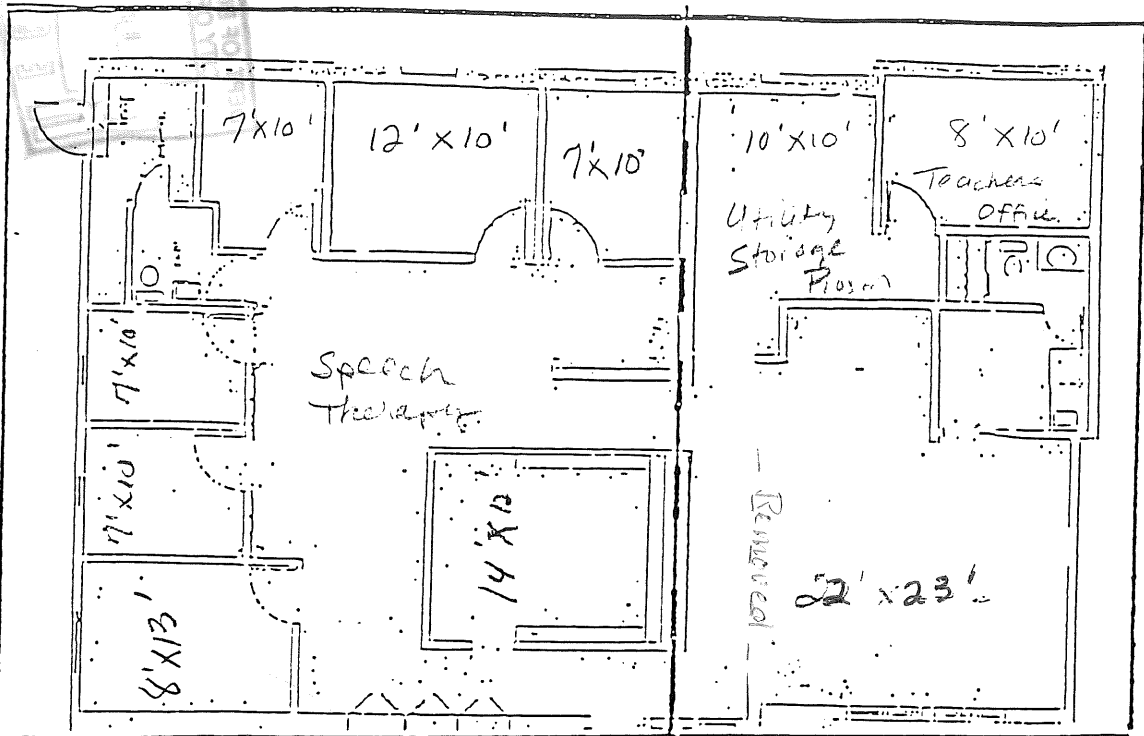 7'X10'
12'X10'
7'X10'
10'X10'
8'X10'
Teachers
Office
Utility
Storage
7'X10'
Speech
Therapy
7'X10'
14'X12
- Removed -
22'x23'
8'X13'